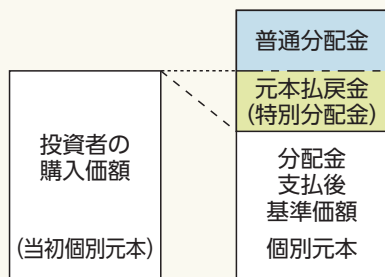 投資者の
購入価額
(当初個別元本)
普通分配金
元本払戻金
(特別分配金)
分配金
支払後
基準価額
個別元本